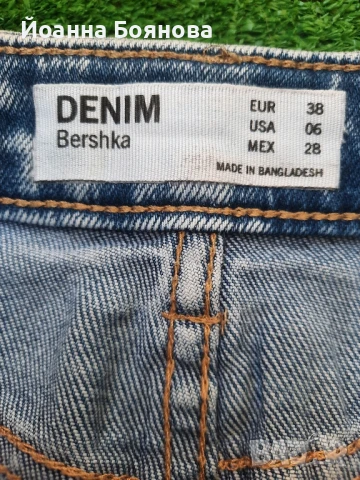 Йоанна Боянова
DENIM
Bershka
EUR 38
USA 06
MEX 28
MADE IN BANGLADESH